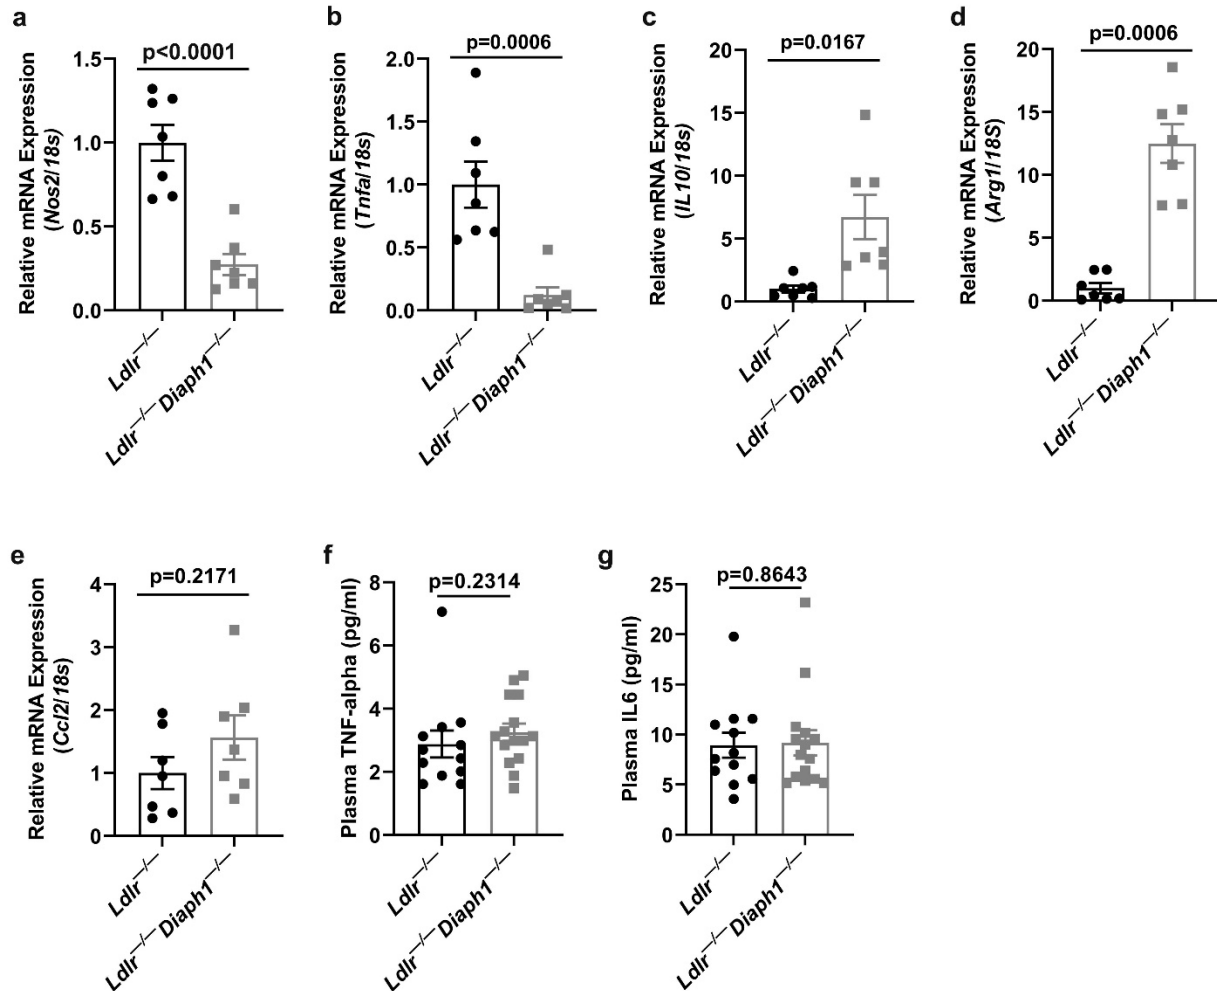 a
p<0.0001
Relative mRNA Expression
(Nos2/18s)
1.5
1.0
0.5
0.0
Ldlr−/−
Ldlr−/− Diaph1−/−
b
p=0.0006
Relative mRNA Expression
(Tnfa/18s)
2.0
1.5
1.0
0.5
0.0
Ldlr−/−
Ldlr−/− Diaph1−/−
c
p=0.0167
Relative mRNA Expression
(IL10/18s)
20
15
10
5
0
Ldlr−/−
Ldlr−/− Diaph1−/−
d
p=0.0006
Relative mRNA Expression
(Arg1/18S)
20
15
10
5
0
Ldlr−/−
Ldlr−/− Diaph1−/−
e
p=0.2171
Relative mRNA Expression
(Ccl2/18s)
4
3
2
1
0
Ldlr−/−
Ldlr−/− Diaph1−/−
f
p=0.2314
Plasma TNF-alpha (pg/ml)
8
6
4
2
0
Ldlr−/−
Ldlr−/− Diaph1−/−
g
p=0.8643
Plasma IL6 (pg/ml)
25
20
15
10
5
0
Ldlr−/−
Ldlr−/− Diaph1−/−